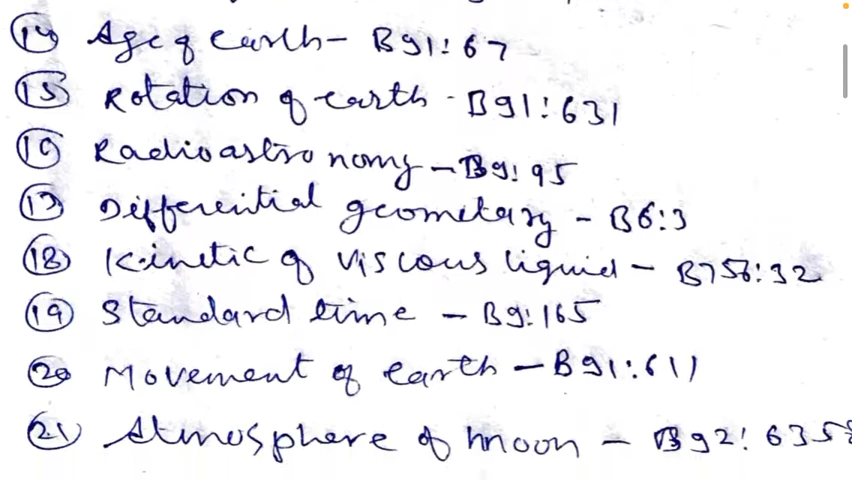 (14) Age of earth - B91:67
(15) Rotation of earth - B91:631
(16) Radioastronomy - B9:95
(17) Differential geometary - B6:3
(18) Kinetic of viscous liquid - B756:32
(19) Standard time - B9:165
(20) Movement of earth - B91:611
(21) Atmosphere of moon - B92:635